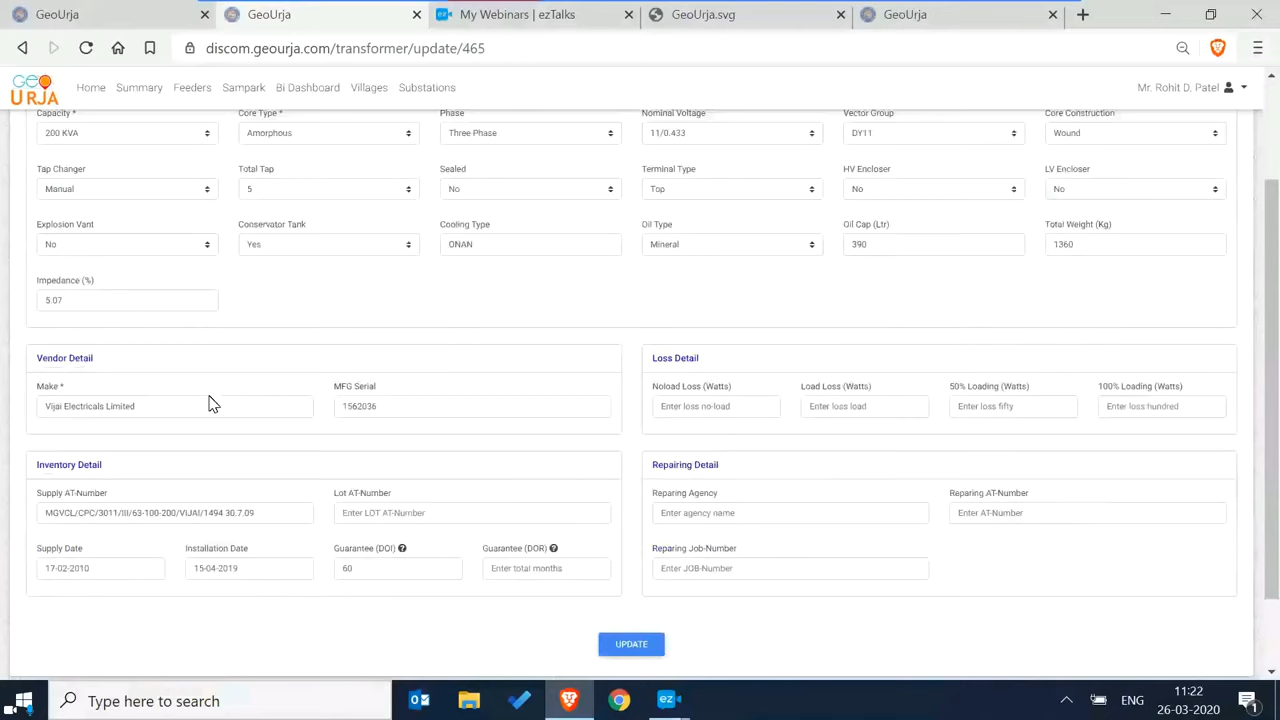 GeoUrja
GeoUrja
My Webinars | ezTalks
GeoUrja.svg
GeoUrja
discom.geourja.com/transformer/update/465
GEO URJA
Home Summary Feeders Sampark Bi Dashboard Villages Substations Mr. Rohit D. Patel
Capacity * Core Type * Phase Nominal Voltage Vector Group Core Construction
200 KVA Amorphous Three Phase 11/0.433 DY11 Wound
Tap Changer Total Tap Sealed Terminal Type HV Encloser LV Encloser
Manual 5 No Top No No
Explosion Vant Conservator Tank Cooling Type Oil Type Oil Cap (Ltr) Total Weight (Kg)
No Yes ONAN Mineral 390 1360
Impedance (%)
5.07
Vendor Detail
Make * MFG Serial
Vijai Electricals Limited 1562036
Loss Detail
Noload Loss (Watts) Load Loss (Watts) 50% Loading (Watts) 100% Loading (Watts)
Enter loss no-load Enter loss load Enter loss fifty Enter loss hundred
Inventory Detail
Supply AT-Number Lot AT-Number
MGVCL/CPC/3011/III/63-100-200/VIJAI/1494 30.7.09 Enter LOT AT-Number
Supply Date Installation Date Guarantee (DOI) ? Guarantee (DOR) ?
17-02-2010 15-04-2019 60 Enter total months
Repairing Detail
Reparing Agency Reparing AT-Number
Enter agency name Enter AT-Number
Reparing Job-Number
Enter JOB-Number
UPDATE
Type here to search
ez
ENG
11:22
26-03-2020
1